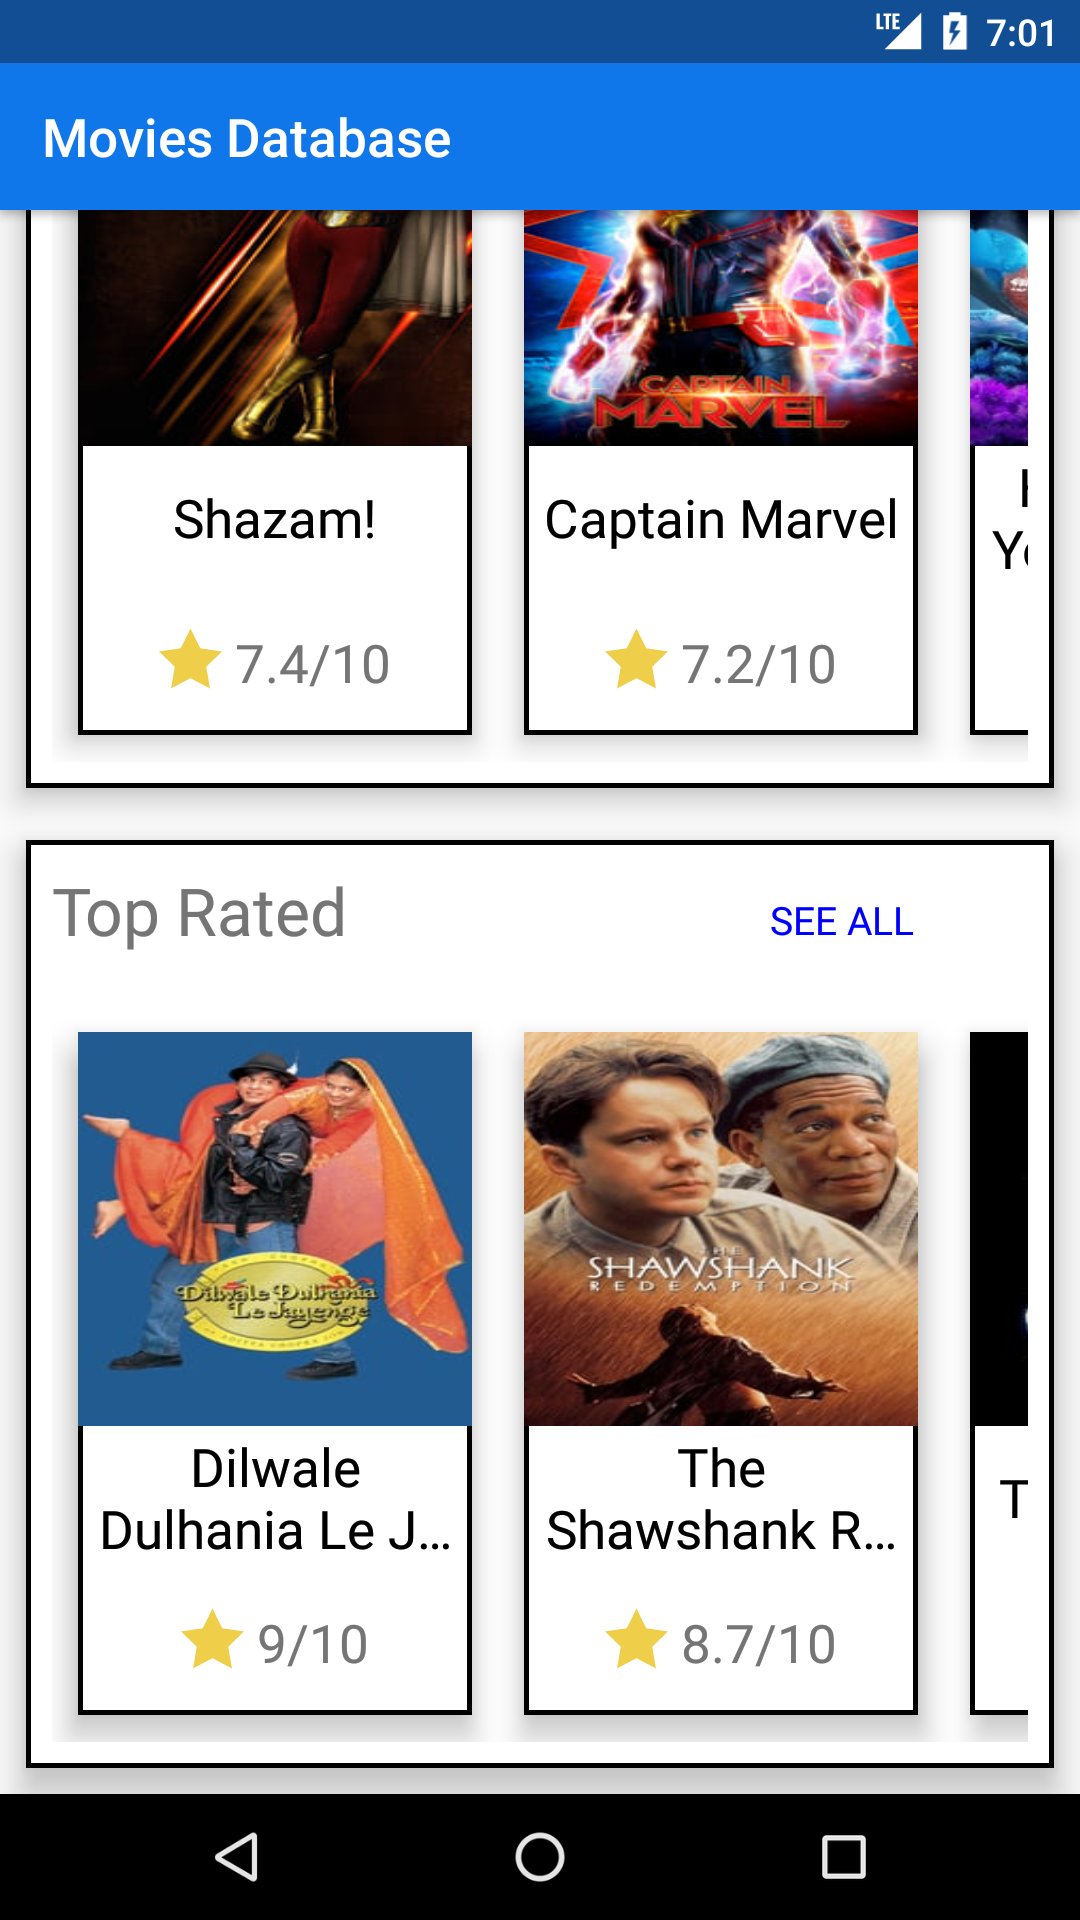 LTE 7:01
Movies Database
CAPTAIN
MARVEL
Shazam!
Captain Marvel
7.4/10
7.2/10
Top Rated
SEE ALL
Dilwale Dulhania
Le Jayenge
THE
SHAWSHANK
REDEMPTION
Dilwale
Dulhania Le J...
The
Shawshank R...
T
9/10
8.7/10